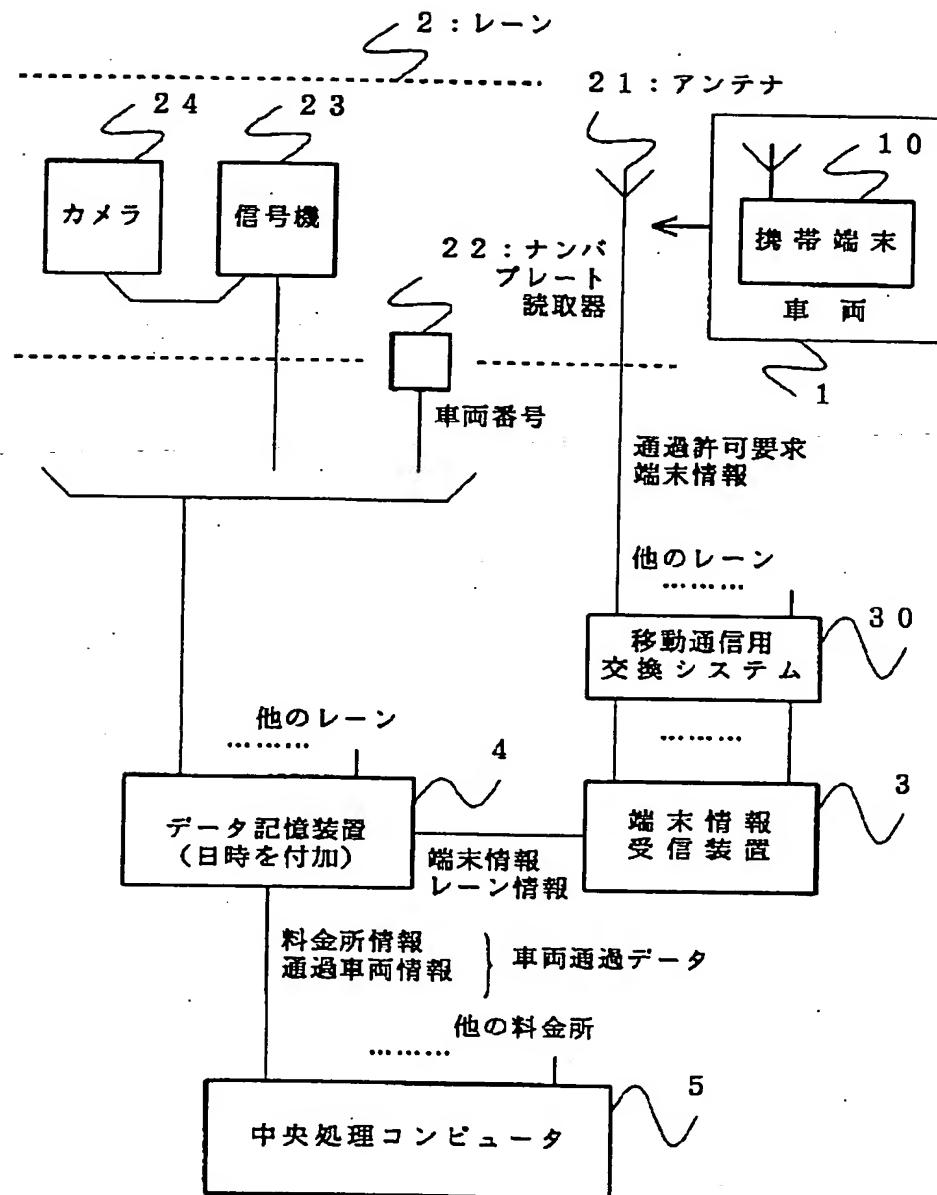 2:レーン
24
23
21:アンテナ
10
カメラ
信号機
携帯端末
22:ナンバ
プレート
読取器
車両
1
車両番号
通過許可要求
端末情報
他のレーン
………
30
移動通信用
交換システム
他のレーン
………
………
4
3
データ記憶装置
(日時を付加)
端末情報
受信装置
端末情報
レーン情報
料金所情報
通過車両情報
車両通過データ
他の料金所
………
5
中央処理コンピュータ